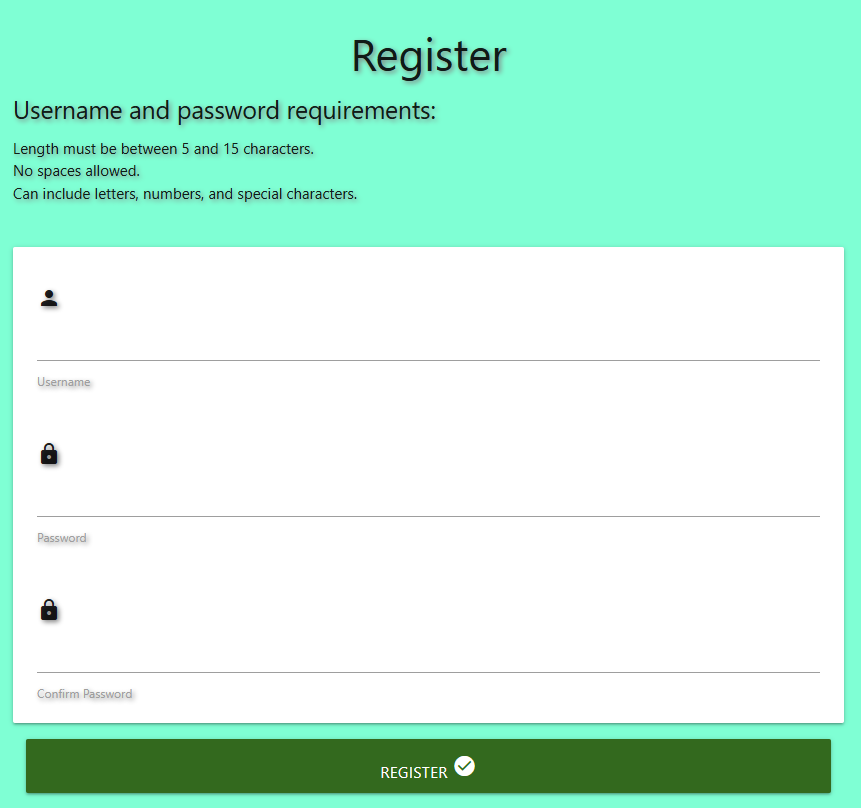 Register
Username and password requirements:
Length must be between 5 and 15 characters.
No spaces allowed.
Can include letters, numbers, and special characters.
Username
Password
Confirm Password
REGISTER